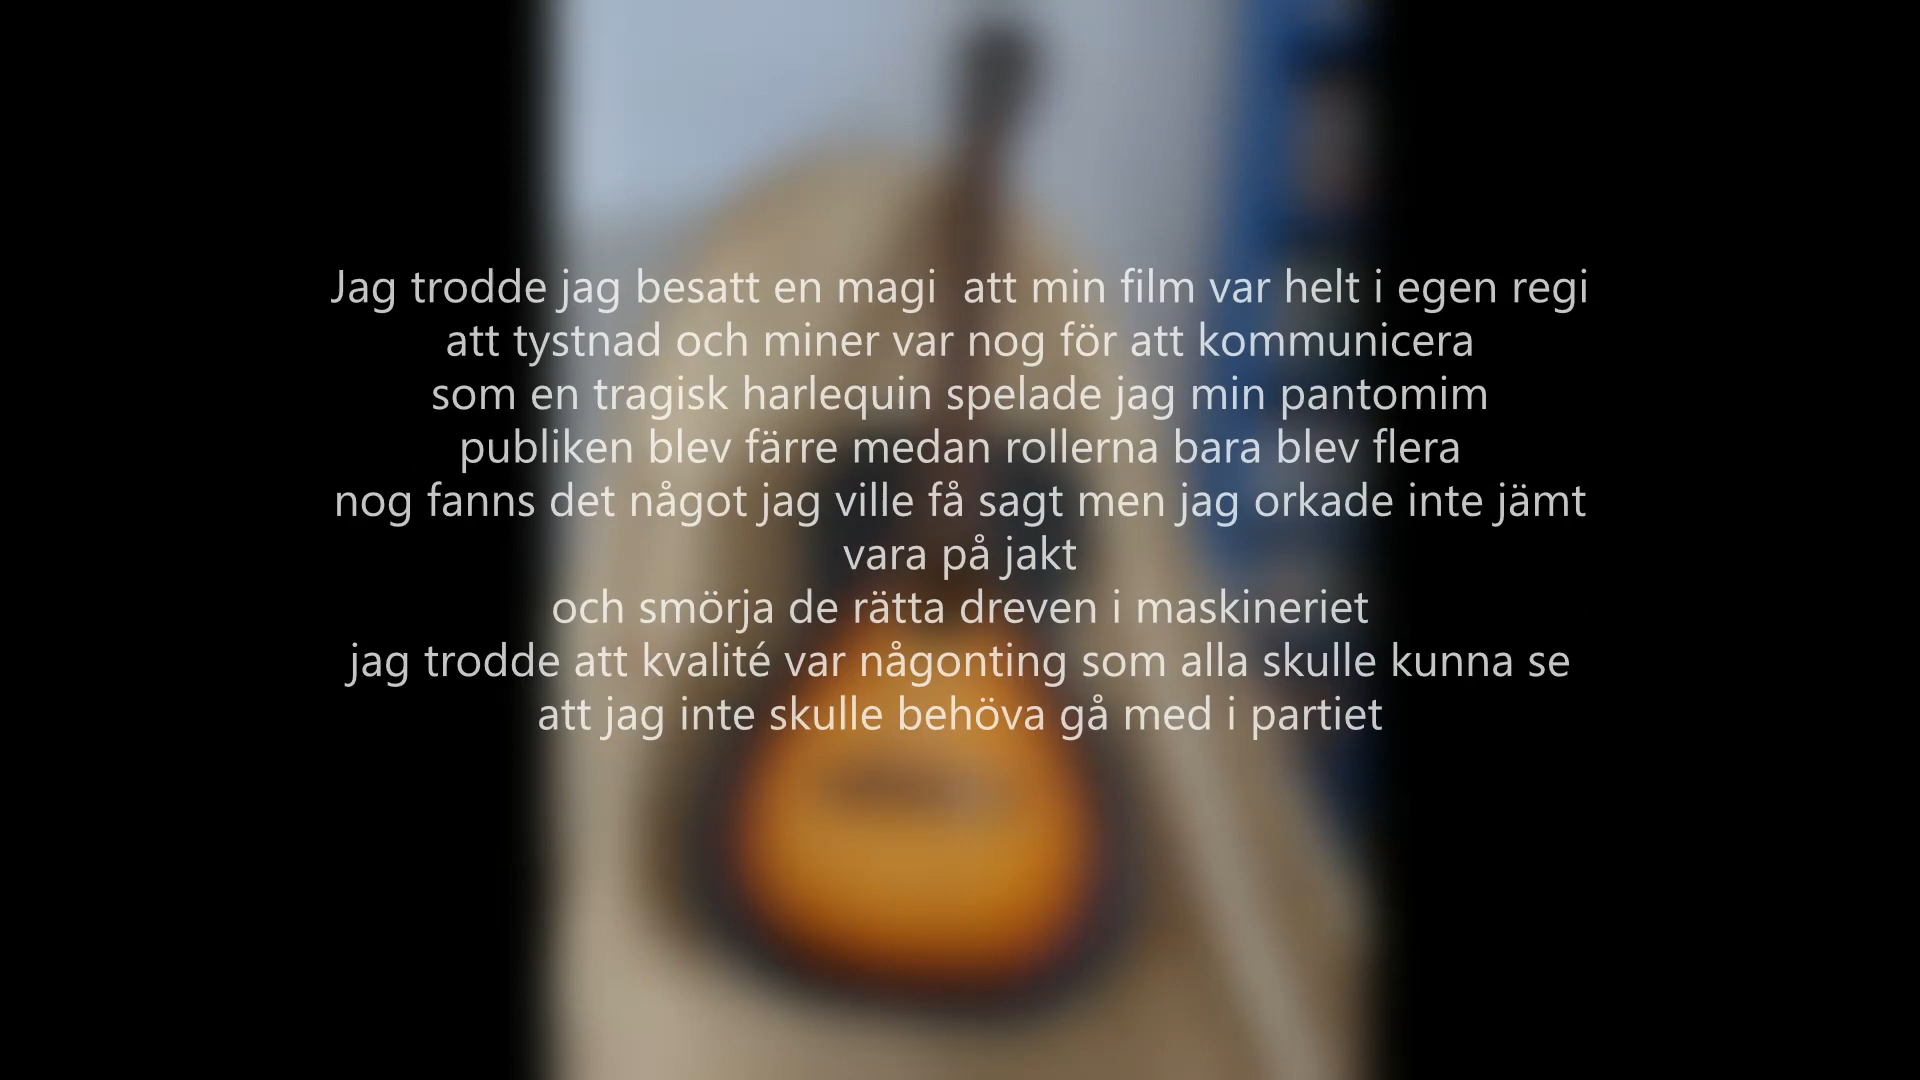 Jag trodde jag besatt en magi  att min film var helt i egen regi
att tystnad och miner var nog för att kommunicera
som en tragisk harlequin spelade jag min pantomim
publiken blev färre medan rollerna bara blev flera
nog fanns det något jag ville få sagt men jag orkade inte jämt
vara på jakt
och smörja de rätta dreven i maskineriet
jag trodde att kvalité var någonting som alla skulle kunna se
att jag inte skulle behöva gå med i partiet